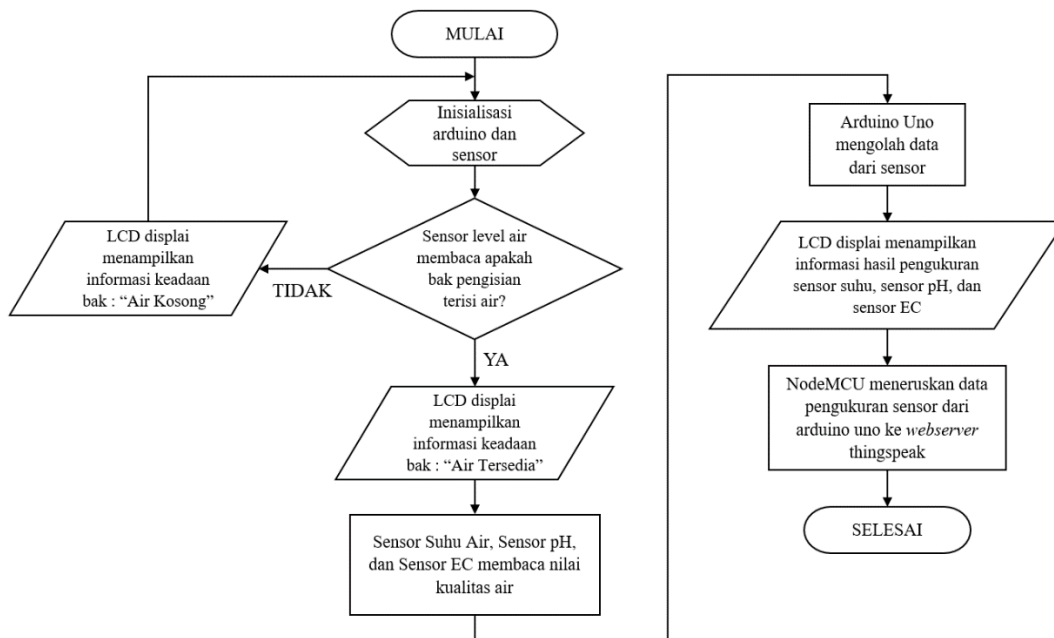 MULAI
Inisialisasi
arduino dan
sensor
Sensor level air
membaca apakah
bak pengisian
terisi air?
TIDAK
LCD displai
menampilkan
informasi keadaan
bak : “Air Kosong”
YA
LCD displai
menampilkan
informasi keadaan
bak : “Air Tersedia”
Sensor Suhu Air, Sensor pH,
dan Sensor EC membaca nilai
kualitas air
Arduino Uno
mengolah data
dari sensor
LCD displai menampilkan
informasi hasil pengukuran
sensor suhu, sensor pH, dan
sensor EC
NodeMCU meneruskan data
pengukuran sensor dari
arduino uno ke webserver
thingspeak
SELESAI